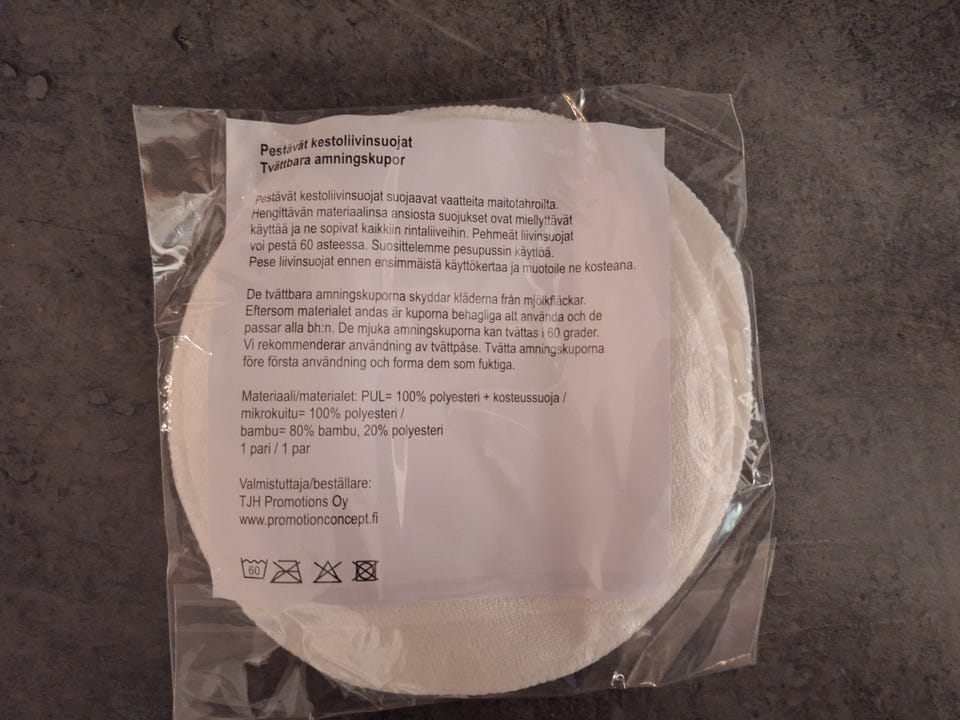 Pestävät kestoliivinsuojat
Tvättbara amningskupor
Pestävät kestoliivinsuojat suojaavat vaatteita maitotahroilta.
Hengittävän materiaalinsa ansiosta suojukset ovat miellyttävät
käyttää ja ne sopivat kaikkiin rintaliiveihin. Pehmeät liivinsuojat
voi pestä 60 asteessa. Suosittelemme pesupussin käyttöä.
Pese liivinsuojat ennen ensimmäistä käyttökertaa ja muotoile ne kosteana.
De tvättbara amningskuporna skyddar kläderna från mjölkfläckar.
Eftersom materialet andas är kuporna behagliga att använda och de
passar alla bh:n. De mjuka amningskuporna kan tvättas i 60 grader.
Vi rekommenderar användning av tvättpåse. Tvätta amningskuporna
före första användning och forma dem som fuktiga.
Materiaali/materialet: PUL= 100% polyesteri + kosteussuoja /
mikrokuitu= 100% polyesteri /
bambu= 80% bambu, 20% polyesteri
1 pari / 1 par
Valmistuttaja/beställare:
TJH Promotions Oy
www.promotionconcept.fi
60